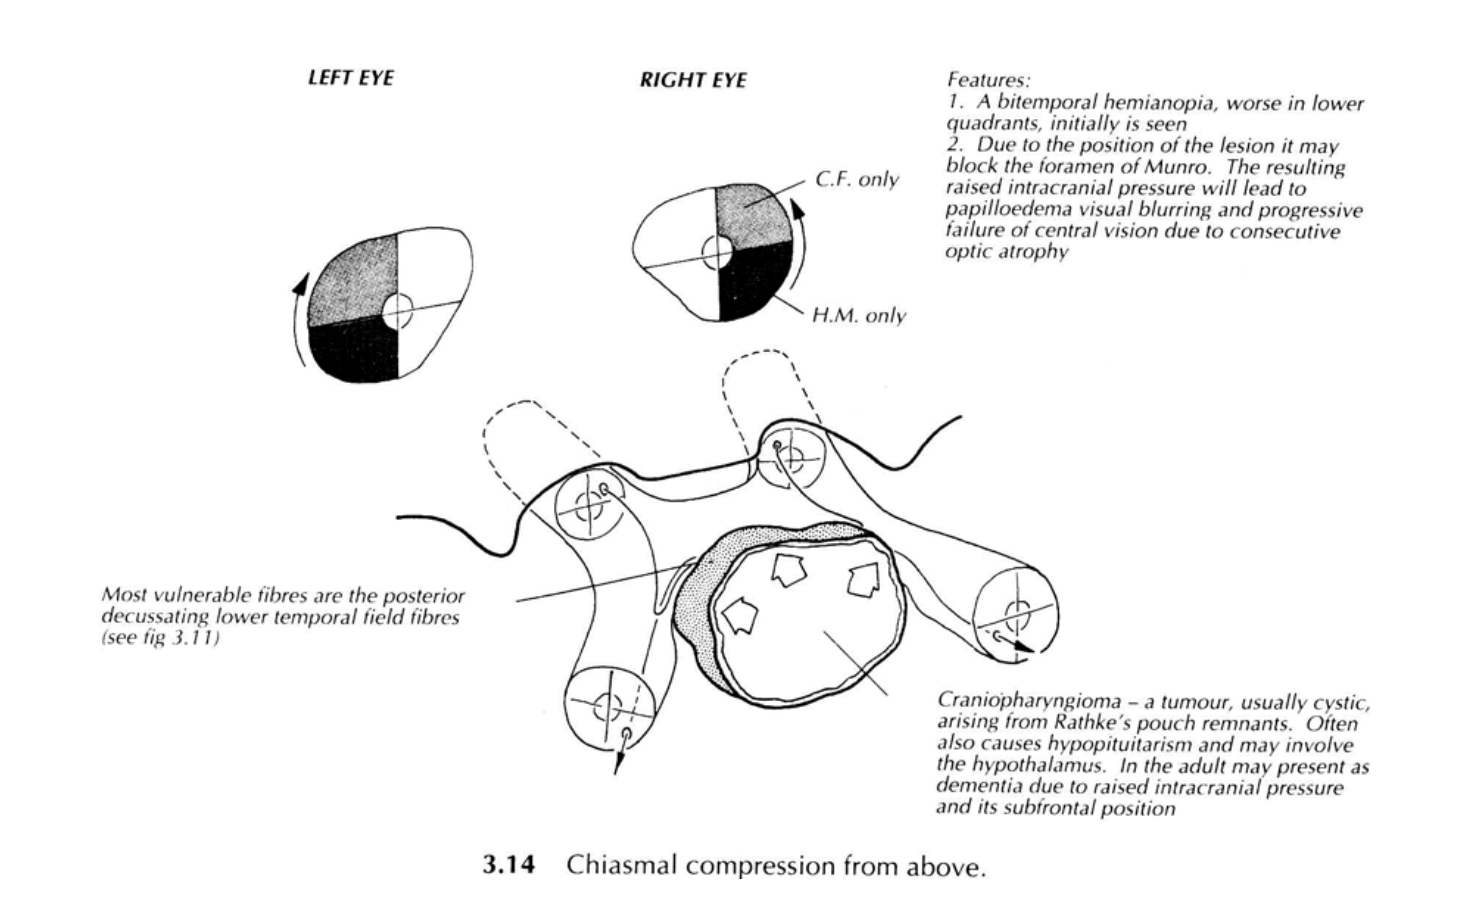 LEFT EYE
RIGHT EYE
C.F. only
H.M. only
Features:
1. A bitemporal hemianopia, worse in lower
quadrants, initially is seen
2. Due to the position of the lesion it may
block the foramen of Munro. The resulting
raised intracranial pressure will lead to
papilloedema visual blurring and progressive
failure of central vision due to consecutive
optic atrophy
Most vulnerable fibres are the posterior
decussating lower temporal field fibres
(see fig 3.11)
Craniopharyngioma – a tumour, usually cystic,
arising from Rathke's pouch remnants. Often
also causes hypopituitarism and may involve
the hypothalamus. In the adult may present as
dementia due to raised intracranial pressure
and its subfrontal position
3.14 Chiasmal compression from above.